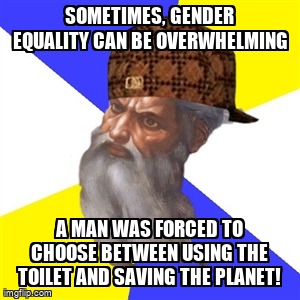 SOMETIMES, GENDER
EQUALITY CAN BE OVERWHELMING
A MAN WAS FORCED TO
CHOOSE BETWEEN USING THE
TOILET AND SAVING THE PLANET!
imgflip.com